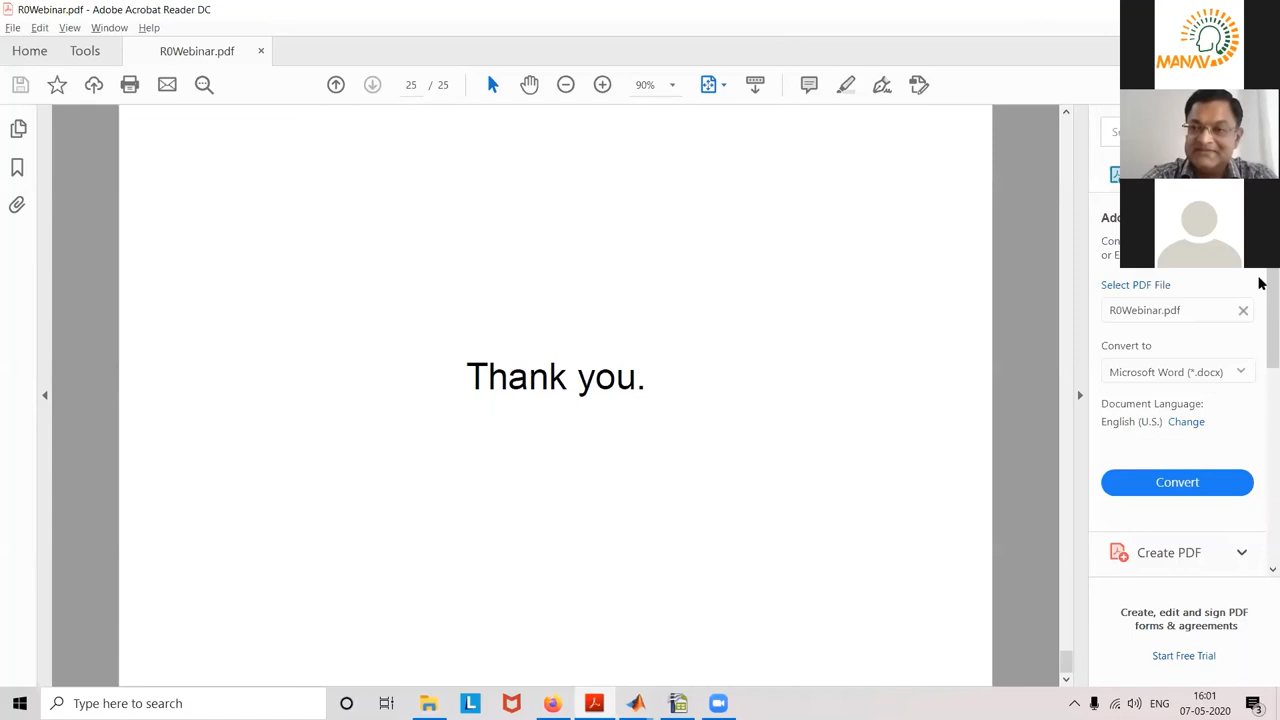 R0Webinar.pdf - Adobe Acrobat Reader DC
File Edit View Window Help
Home Tools R0Webinar.pdf ×
25 / 25 90%
MANAV
Select PDF File
R0Webinar.pdf
Convert to
Microsoft Word (*.docx)
Document Language:
English (U.S.) Change
Convert
Create PDF
Create, edit and sign PDF
forms & agreements
Start Free Trial
Thank you.
Type here to search
ENG
16:01
07-05-2020
3